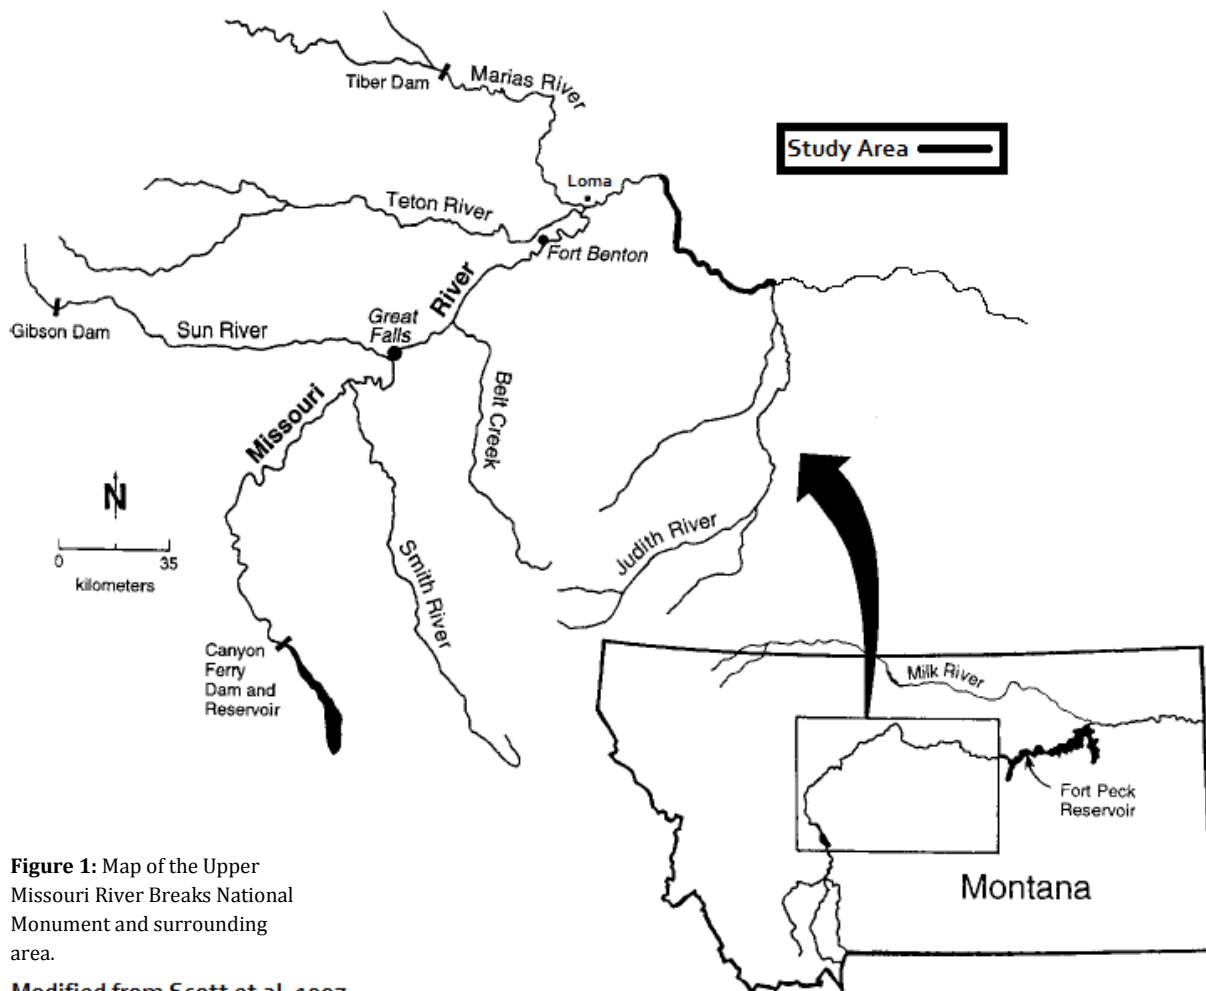 Tiber Dam
Marias River
Study Area
Loma
Teton River
Fort Benton
River
Gibson Dam
Sun River
Great
Falls
Missouri
Belt Creek
N
0 35
kilometers
Smith River
Judith River
Canyon
Ferry
Dam and
Reservoir
Milk River
Fort Peck
Reservoir
Montana
Figure 1: Map of the Upper
Missouri River Breaks National
Monument and surrounding
area.
Modified from Scott et al. 1997